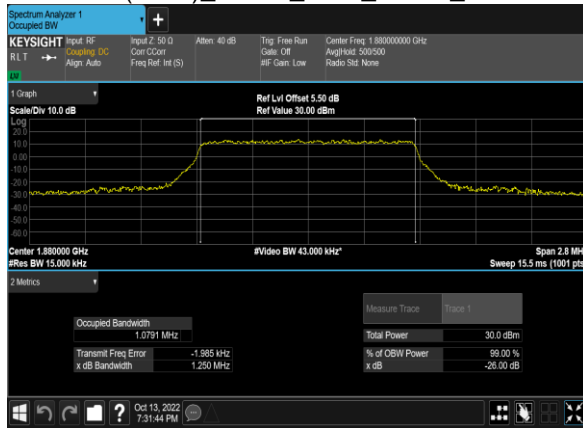 Spectrum Analyzer 1
Occupied BW
KEYSIGHT Input: RF Input Z: 50 Ω Atten: 40 dB Trig: Free Run Center Freq: 1.880000000 GHz
R L T Coupling: DC Corr CCorr Gate: Off Avg|Hold: 500/500
Align: Auto Freq Ref: Int (S) #IF Gain: Low Radio Std: None
LXI
1 Graph
Ref Lvl Offset 5.50 dB
Scale/Div 10.0 dB Ref Value 30.00 dBm
Log
20.0
10.0
0.00
-10.0
-20.0
-30.0
-40.0
-50.0
-60.0
Center 1.880000 GHz #Video BW 43.000 kHz* Span 2.8 MH
#Res BW 15.000 kHz Sweep 15.5 ms (1001 pts
2 Metrics
Measure Trace Trace 1
Occupied Bandwidth
1.0791 MHz Total Power 30.0 dBm
Transmit Freq Error -1.985 kHz % of OBW Power 99.00 %
x dB Bandwidth 1.250 MHz x dB -26.00 dB
Oct 13, 2022
7:31:44 PM